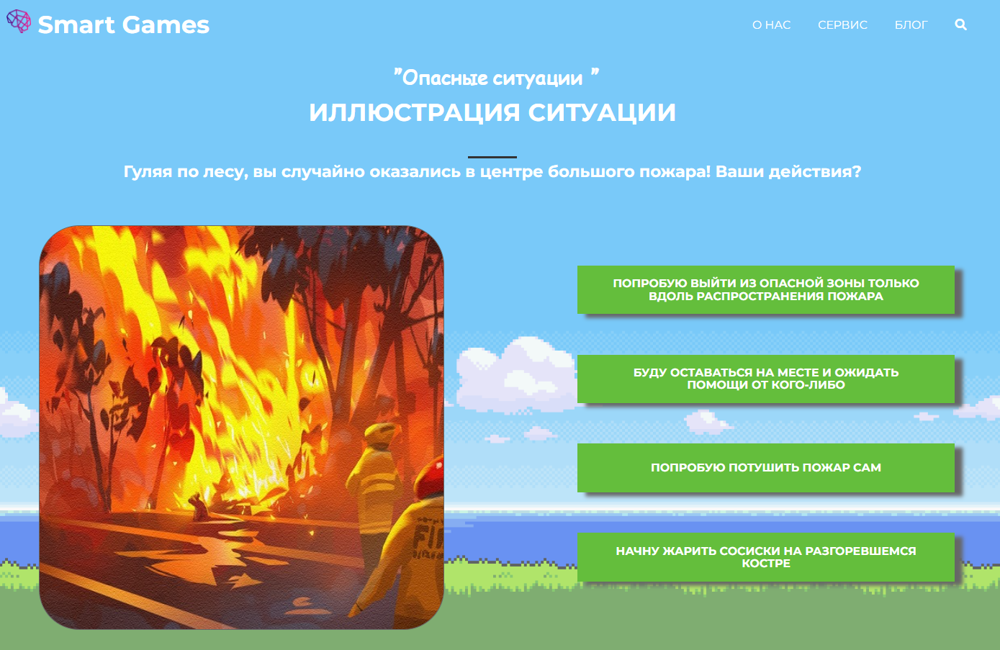 Smart Games
О НАС
СЕРВИС
БЛОГ
"Опасные ситуации "
ИЛЛЮСТРАЦИЯ СИТУАЦИИ
Гуляя по лесу, вы случайно оказались в центре большого пожара! Ваши действия?
ПОПРОБУЮ ВЫЙТИ ИЗ ОПАСНОЙ ЗОНЫ ТОЛЬКО
ВДОЛЬ РАСПРОСТРАНЕНИЯ ПОЖАРА
БУДУ ОСТАВАТЬСЯ НА МЕСТЕ И ОЖИДАТЬ
ПОМОЩИ ОТ КОГО-ЛИБО
ПОПРОБУЮ ПОТУШИТЬ ПОЖАР САМ
НАЧНУ ЖАРИТЬ СОСИСКИ НА РАЗГОРЕВШЕМСЯ
КОСТРЕ